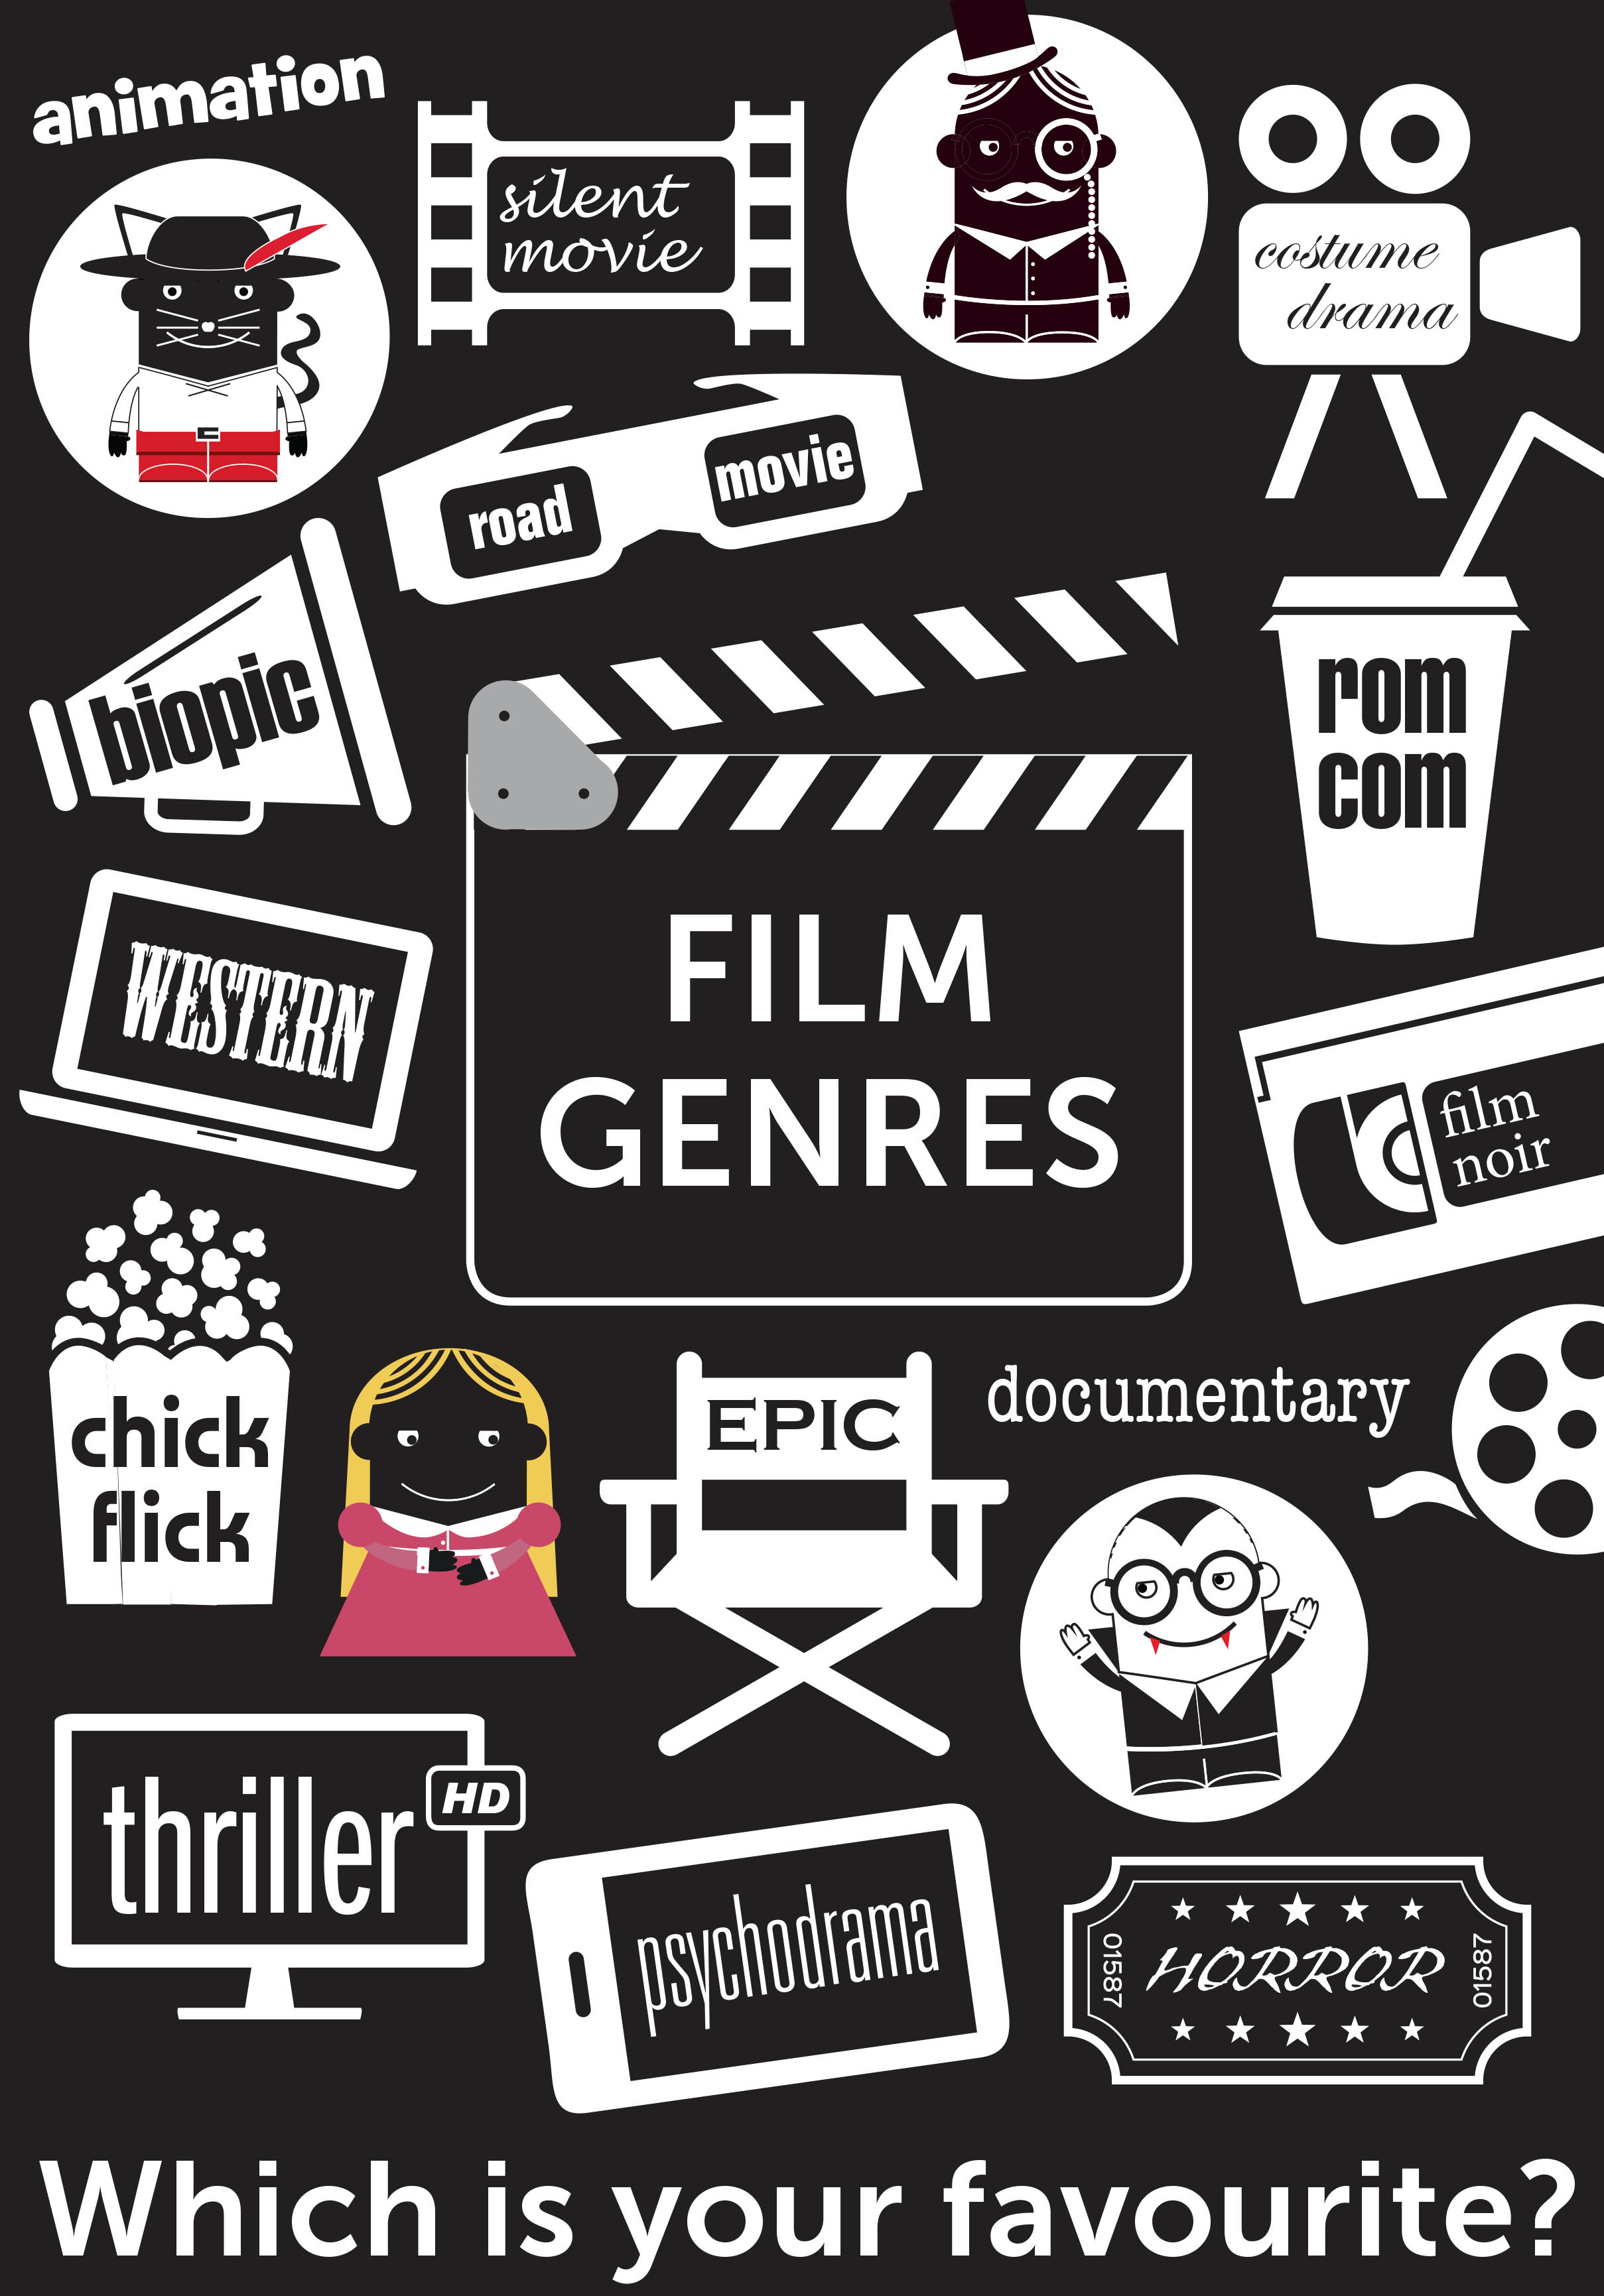 animation
silent
movie
costume
drama
road
movie
biopic
rom
com
WESTERN
FILM
GENRES
film
noir
chick
flick
EPIC
documentary
thriller
HD
psychodrama
01587
HORROR
01587
Which is your favourite?